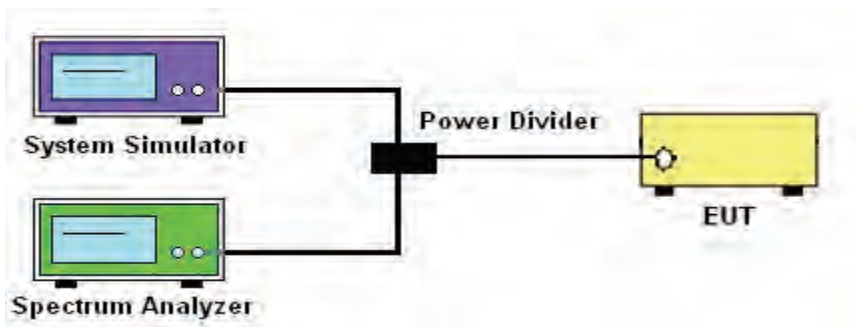 System Simulator
Power Divider
EUT
Spectrum Analyzer